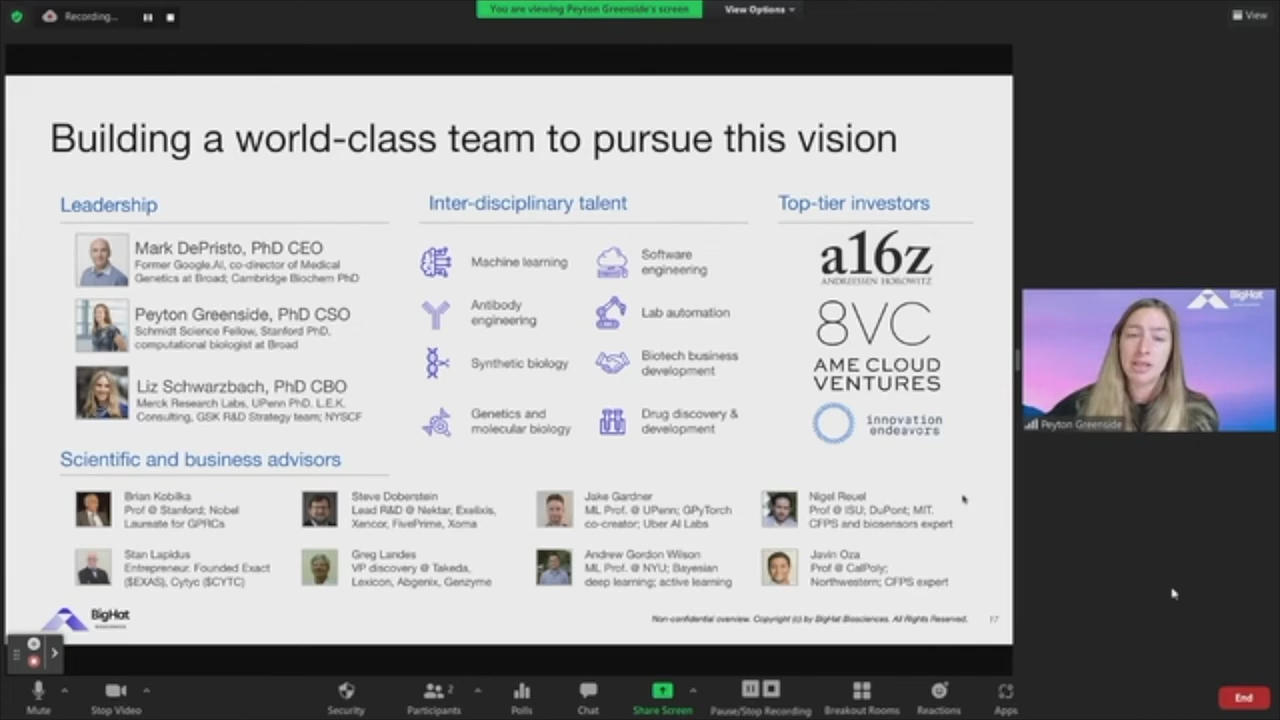 Recording...
You are viewing Peyton Greenside's screen
View Options
View
Building a world-class team to pursue this vision
Leadership
Mark DePristo, PhD CEO
Former Google.AI, co-director of Medical
Genetics at Broad; Cambridge Biochem PhD
Peyton Greenside, PhD CSO
Schmidt Science Fellow, Stanford PhD,
computational biologist at Broad
Liz Schwarzbach, PhD CBO
Merck Research Labs, UPenn PhD. L.E.K.
Consulting, GSK R&D Strategy team; NYSCF
Inter-disciplinary talent
Machine learning
Software
engineering
Antibody
engineering
Lab automation
Synthetic biology
Biotech business
development
Genetics and
molecular biology
Drug discovery &
development
Top-tier investors
a16z
ANDREESSEN HOROWITZ
8VC
AME CLOUD
VENTURES
innovation
endeavors
Scientific and business advisors
Brian Kobilka
Prof @ Stanford; Nobel
Laureate for GPRCs
Steve Doberstein
Lead R&D @ Nektar, Exelixis,
Xencor, FivePrime, Xoma
Jake Gardner
ML Prof. @ UPenn; GPyTorch
co-creator; Uber AI Labs
Nigel Reuel
Prof @ ISU; DuPont; MIT.
CFPS and biosensors expert
Stan Lapidus
Entrepreneur. Founded Exact
($EXAS), Cytyc ($CYTC)
Greg Landes
VP discovery @ Takeda,
Lexicon, Abgenix, Genzyme
Andrew Gordon Wilson
ML Prof. @ NYU; Bayesian
deep learning; active learning
Javin Oza
Prof @ CalPoly;
Northwestern; CFPS expert
BigHat
BIOSCIENCES
Non-confidential overview. Copyright (c) by BigHat Biosciences. All Rights Reserved.
17
BigHat
Peyton Greenside
Mute
Stop Video
Security
Participants
2
Polls
Chat
Share Screen
Pause/Stop Recording
Breakout Rooms
Reactions
Apps
End